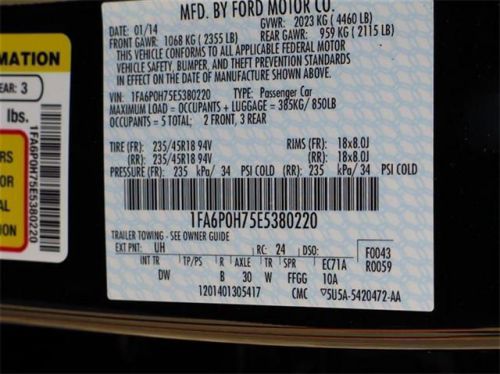 MFD. BY FORD MOTOR CO.
DATE: 01/14 GVWR: 2023 KG ( 4460 LB)
FRONT GAWR: 1068 KG ( 2355 LB) REAR GAWR: 959 KG ( 2115 LB)
THIS VEHICLE CONFORMS TO ALL APPLICABLE FEDERAL MOTOR
VEHICLE SAFETY, BUMPER, AND THEFT PREVENTION STANDARDS
IN EFFECT ON THE DATE OF MANUFACTURE SHOWN ABOVE.
VIN: 1FA6P0H75E5380220 TYPE: Passenger Car
MAXIMUM LOAD = OCCUPANTS + LUGGAGE = 385KG/ 850LB
OCCUPANTS = 5 TOTAL: 2 FRONT, 3 REAR
TIRE (FR): 235/45R18 94V RIMS (FR): 18x8.0J
(RR): 235/45R18 94V (RR): 18x8.0J
PRESSURE (FR): 235 kPa/ 34 PSI COLD (RR): 235 kPa/ 34 PSI COLD
1FA6P0H75E5380220
TRAILER TOWING - SEE OWNER GUIDE
EXT PNT: UH RC: 24 DSO: F0043
INT TR TP/PS R AXLE TR SPR EC71A R0059
DW B 30 W FFGG 10A
1201401305417 CMC 5U5A-5420472-AA
MATION
EAR: 3
lbs.
1FA6P0H75E5380220
RS
O
AL
ON